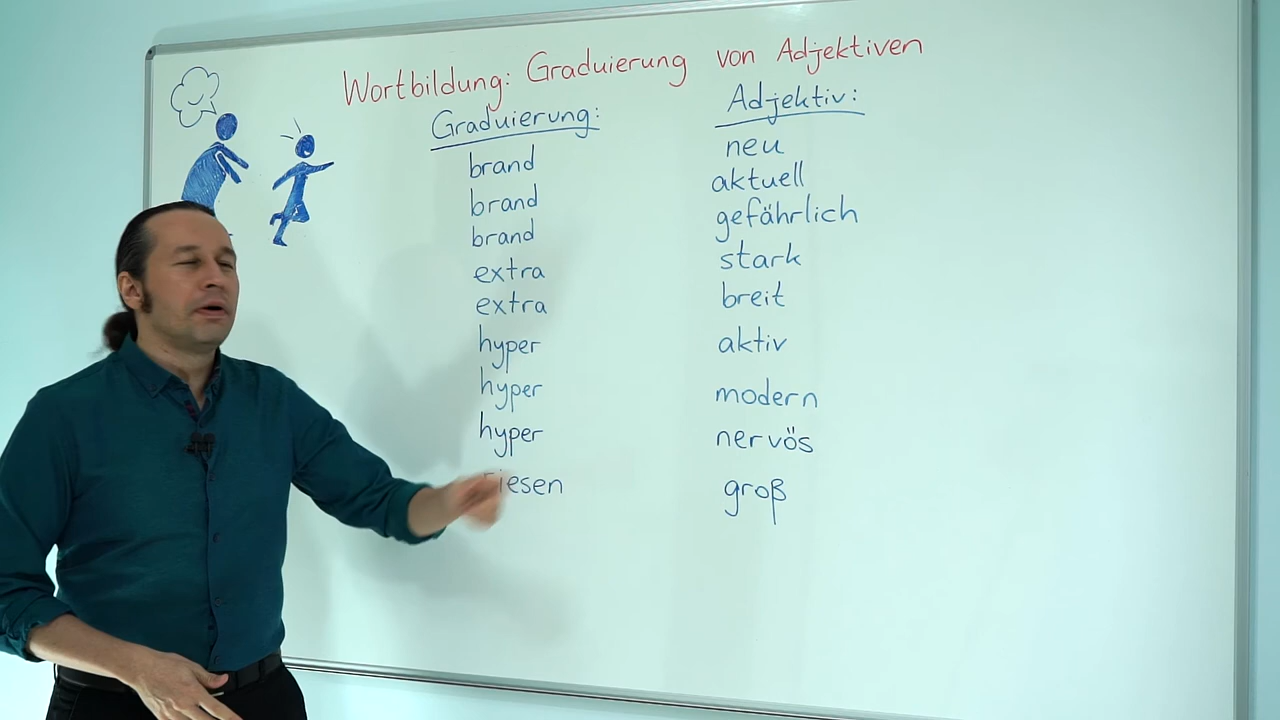 Wortbildung: Graduierung von Adjektiven
Graduierung: Adjektiv:
brand neu
brand aktuell
brand gefährlich
extra stark
extra breit
hyper aktiv
hyper modern
hyper nervös
riesen groß